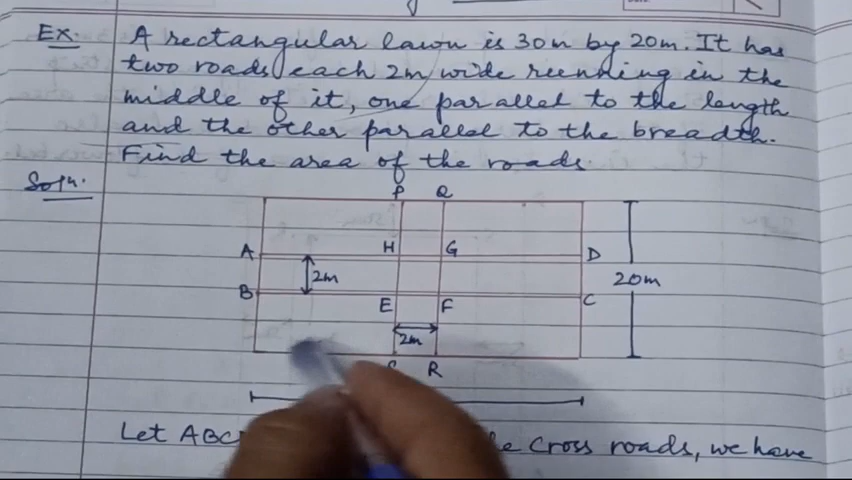 Ex. A rectangular lawn is 30m by 20m. It has
two roads each 2m wide running in the
middle of it, one parallel to the length
and the other parallel to the breadth.
Find the area of the roads.
Soln.
P Q
A H G D
2m 20m
B E F C
2m
R
Let cross roads, we have